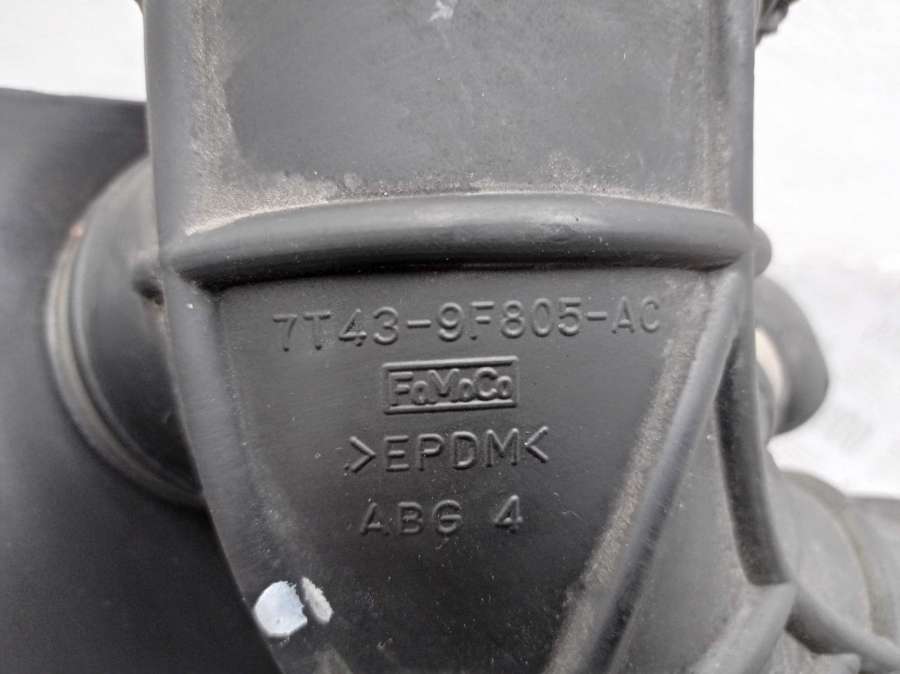 7T43-9F805-AC
FoMoCo
>EPDM<
ABG 4